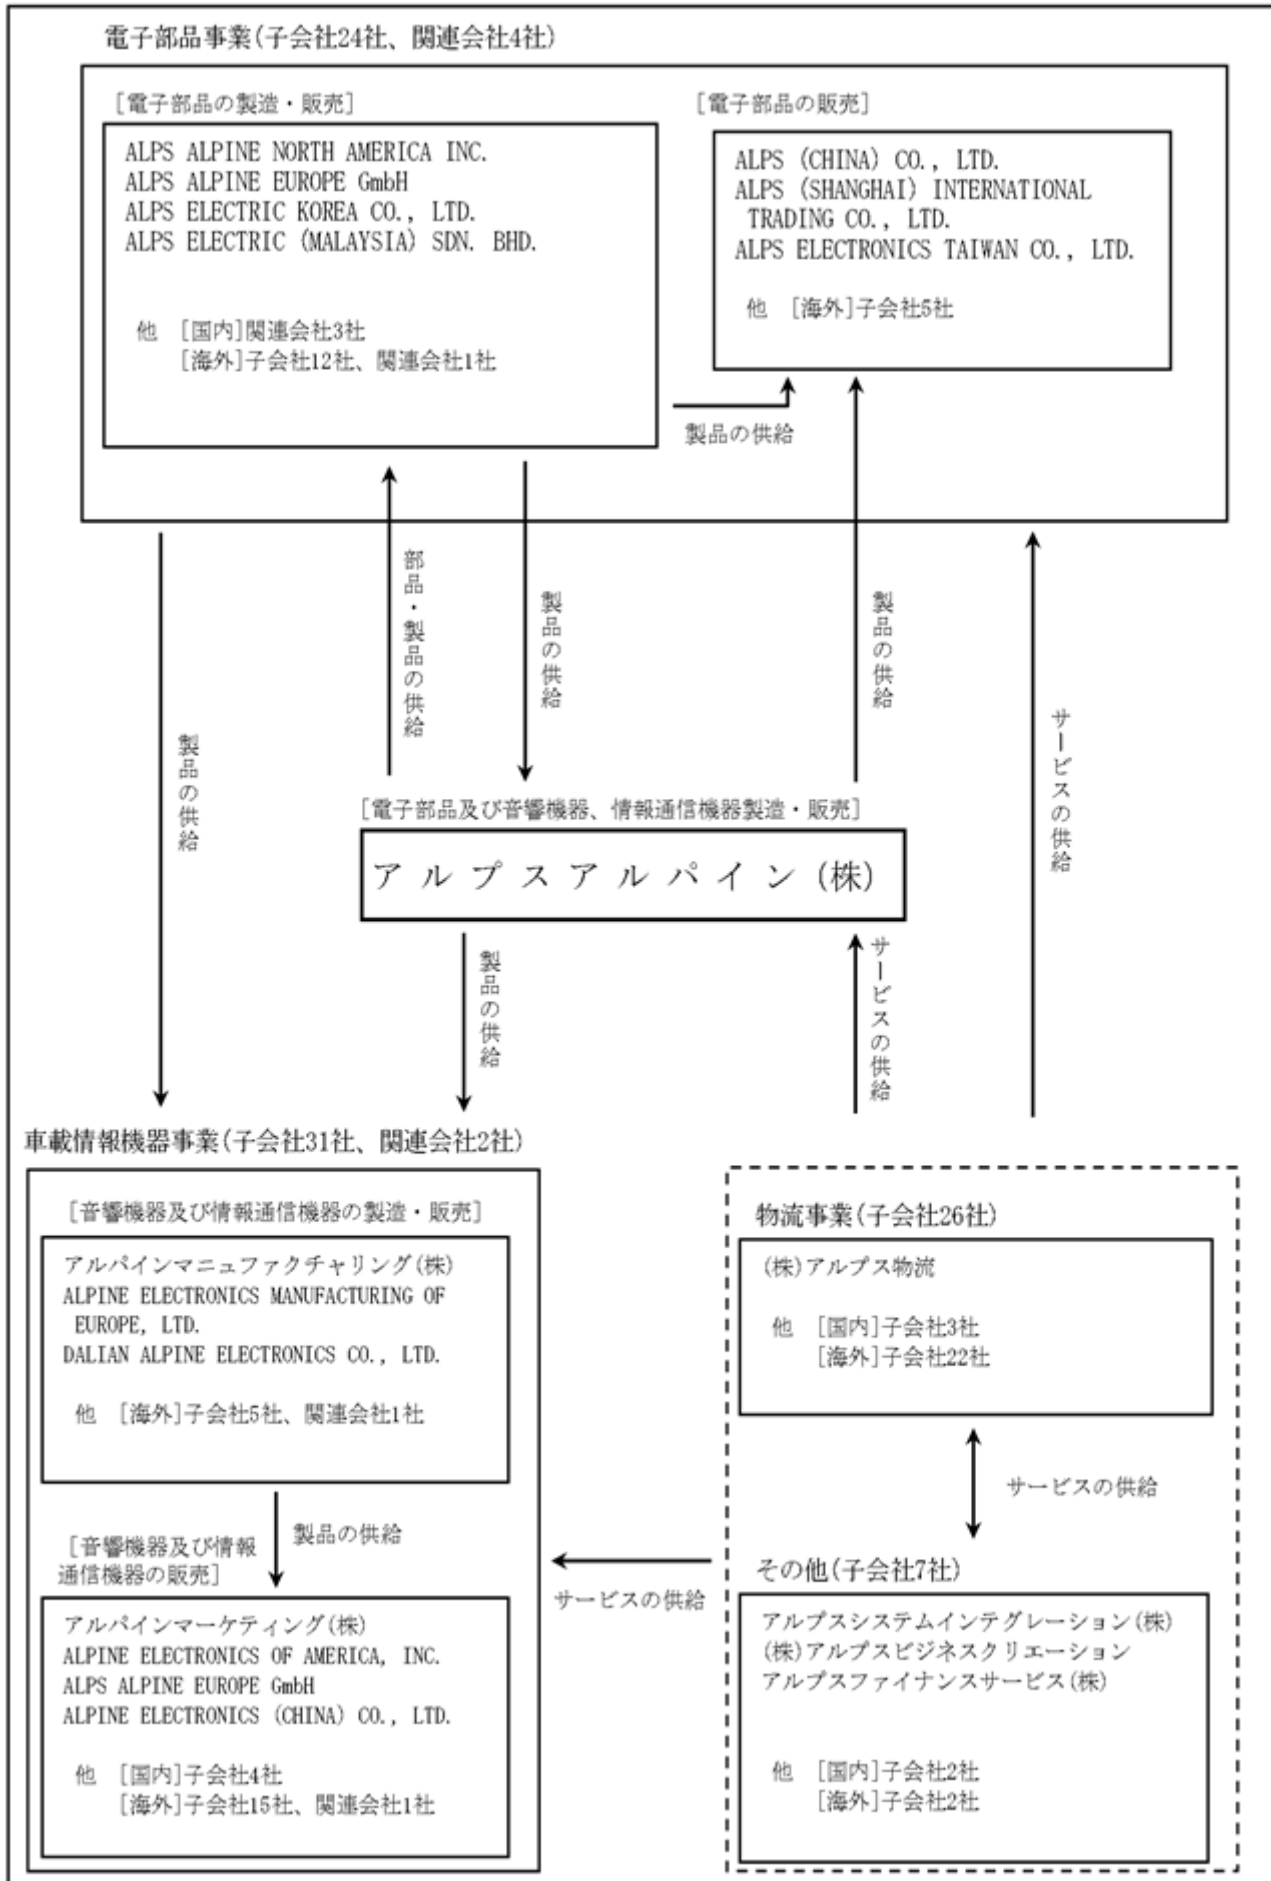 電子部品事業(子会社24社、関連会社4社)
[電子部品の製造・販売]
ALPS ALPINE NORTH AMERICA INC.
ALPS ALPINE EUROPE GmbH
ALPS ELECTRIC KOREA CO., LTD.
ALPS ELECTRIC (MALAYSIA) SDN. BHD.
他 [国内]関連会社3社
[海外]子会社12社、関連会社1社
[電子部品の販売]
ALPS (CHINA) CO., LTD.
ALPS (SHANGHAI) INTERNATIONAL
TRADING CO., LTD.
ALPS ELECTRONICS TAIWAN CO., LTD.
他 [海外]子会社5社
製品の供給
部品・製品の供給
製品の供給
製品の供給
製品の供給
サービスの供給
[電子部品及び音響機器、情報通信機器製造・販売]
アルプスアルパイン(株)
製品の供給
サービスの供給
車載情報機器事業(子会社31社、関連会社2社)
[音響機器及び情報通信機器の製造・販売]
アルパインマニュファクチャリング(株)
ALPINE ELECTRONICS MANUFACTURING OF
EUROPE, LTD.
DALIAN ALPINE ELECTRONICS CO., LTD.
他 [海外]子会社5社、関連会社1社
製品の供給
[音響機器及び情報
通信機器の販売]
アルパインマーケティング(株)
ALPINE ELECTRONICS OF AMERICA, INC.
ALPS ALPINE EUROPE GmbH
ALPINE ELECTRONICS (CHINA) CO., LTD.
他 [国内]子会社4社
[海外]子会社15社、関連会社1社
サービスの供給
物流事業(子会社26社)
(株)アルプス物流
他 [国内]子会社3社
[海外]子会社22社
サービスの供給
その他(子会社7社)
アルプスシステムインテグレーション(株)
(株)アルプスビジネスクリエーション
アルプスファイナンスサービス(株)
他 [国内]子会社2社
[海外]子会社2社